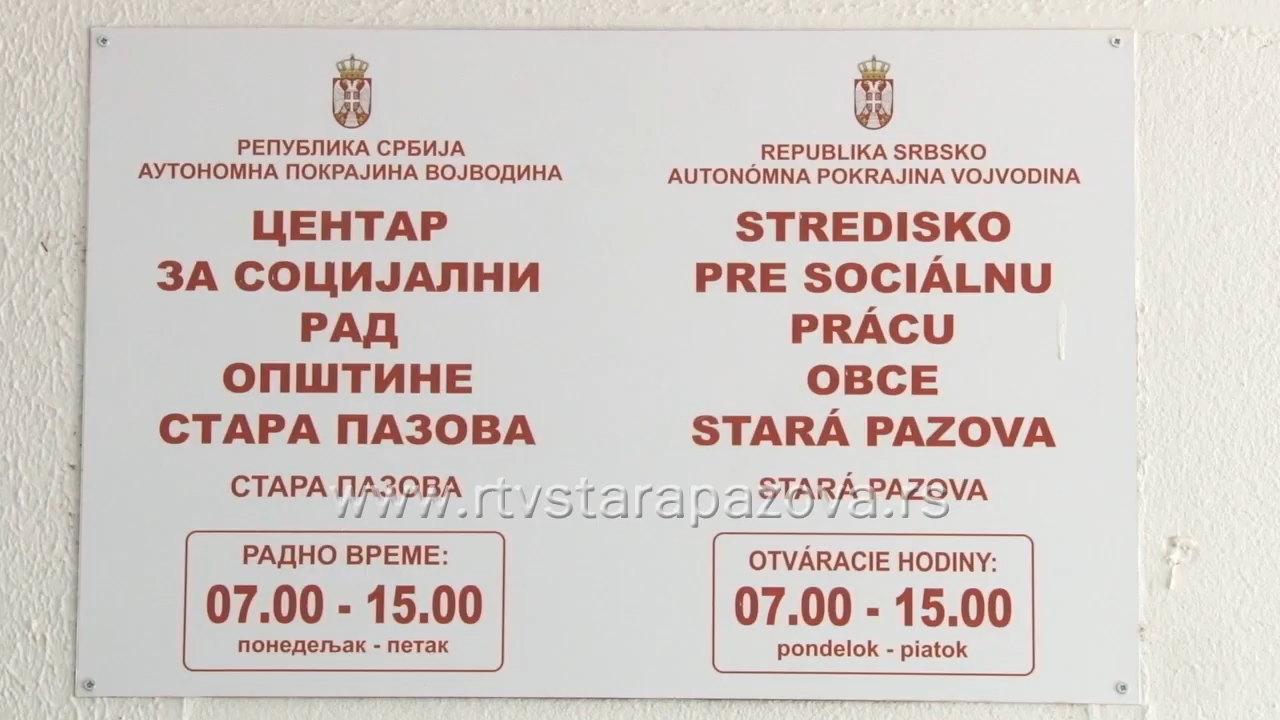 РЕПУБЛИКА СРБИЈА
АУТОНОМНА ПОКРАЈИНА ВОЈВОДИНА
ЦЕНТАР
ЗА СОЦИЈАЛНИ
РАД
ОПШТИНЕ
СТАРА ПАЗОВА
СТАРА ПАЗОВА
РАДНО ВРЕМЕ:
07.00 - 15.00
понедељак - петак
REPUBLIKA SRBSKO
AUTONÓMNA POKRAJINA VOJVODINA
STREDISKO
PRE SOCIÁLNU
PRÁCU
OBCE
STARÁ PAZOVA
STARÁ PAZOVA
OTVÁRACIE HODINY:
07.00 - 15.00
pondelok - piatok
www.rtvstarapazova.rs